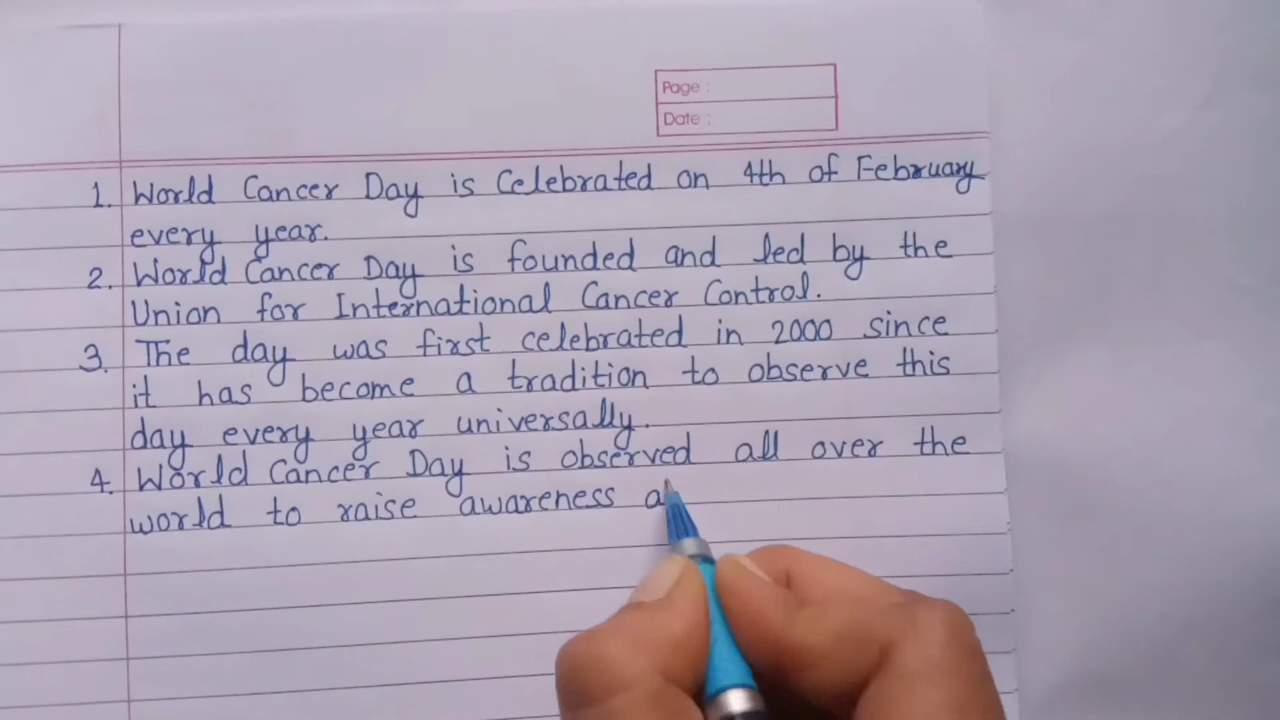 Page :
Date :
1. World Cancer Day is Celebrated on 4th of February
every year.
2. World Cancer Day is founded and led by the
Union for International Cancer Control.
3. The day was first celebrated in 2000 since
it has become a tradition to observe this
day every year universally.
4. World Cancer Day is observed all over the
world to raise awareness a